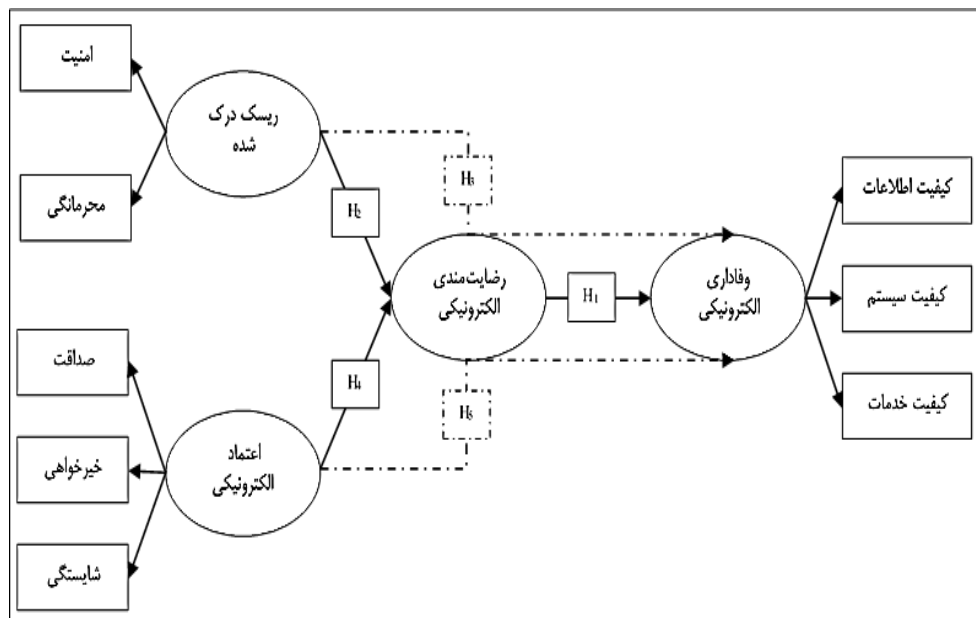 امنیت
ریسک درک
شده
محرمانگی
H₃
H₂
کیفیت اطلاعات
رضایت‌مندی
الکترونیکی
H₁
وفاداری
الکترونیکی
کیفیت سیستم
صداقت
H₄
H₅
کیفیت خدمات
خیرخواهی
اعتماد
الکترونیکی
شایستگی